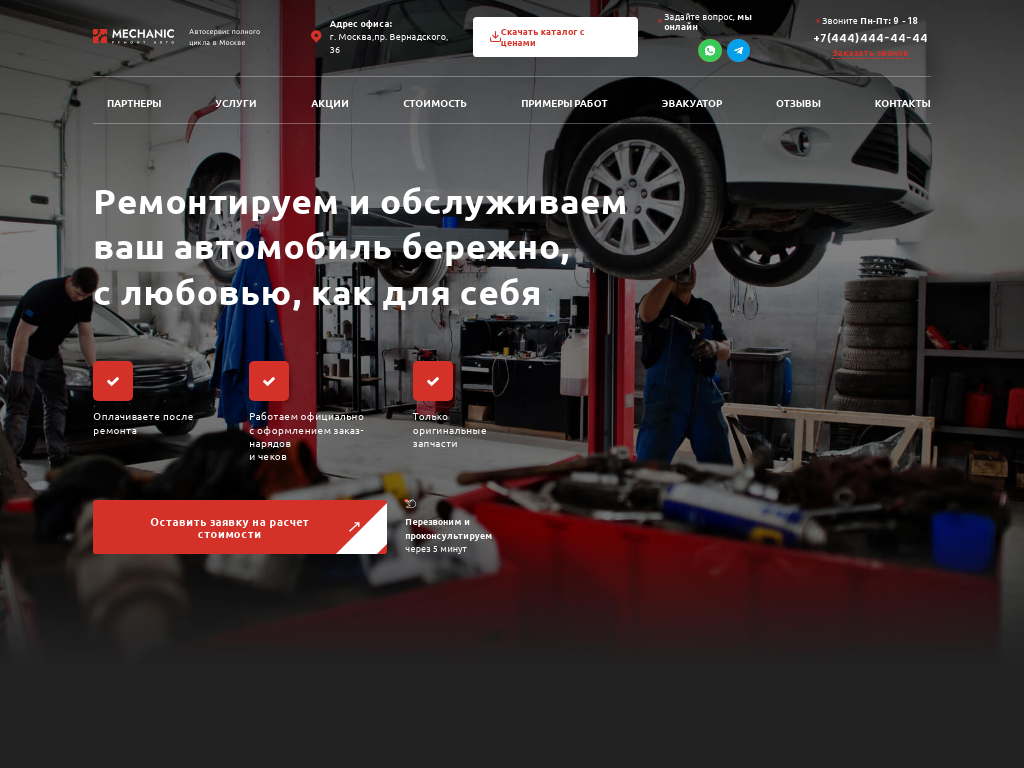 MECHANIC
РЕМОНТ АВТО
Автосервис полного
цикла в Москве
Адрес офиса:
г. Москва,пр. Вернадского,
36
Скачать каталог с
ценами
Задайте вопрос, мы
онлайн
Звоните Пн-Пт: 9 - 18
+7(444)444-44-44
Заказать звонок
ПАРТНЕРЫ
УСЛУГИ
АКЦИИ
СТОИМОСТЬ
ПРИМЕРЫ РАБОТ
ЭВАКУАТОР
ОТЗЫВЫ
КОНТАКТЫ
Ремонтируем и обслуживаем
ваш автомобиль бережно,
с любовью, как для себя
Оплачиваете после
ремонта
Работаем официально
с оформлением заказ-
нарядов
и чеков
Только
оригинальные
запчасти
Оставить заявку на расчет
стоимости
Перезвоним и
проконсультируем
через 5 минут